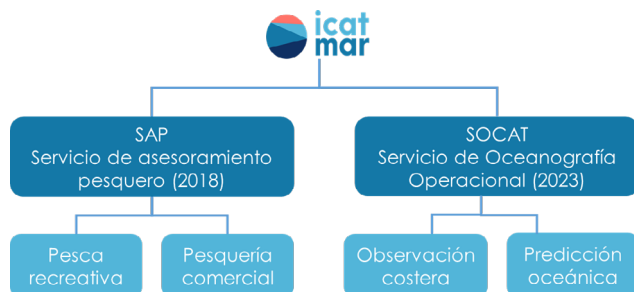 icat
mar
SAP
Servicio de asesoramiento
pesquero (2018)
SOCAT
Servicio de Oceanografía
Operacional (2023)
Pesca
recreativa
Pesquería
comercial
Observación
costera
Predicción
oceánica